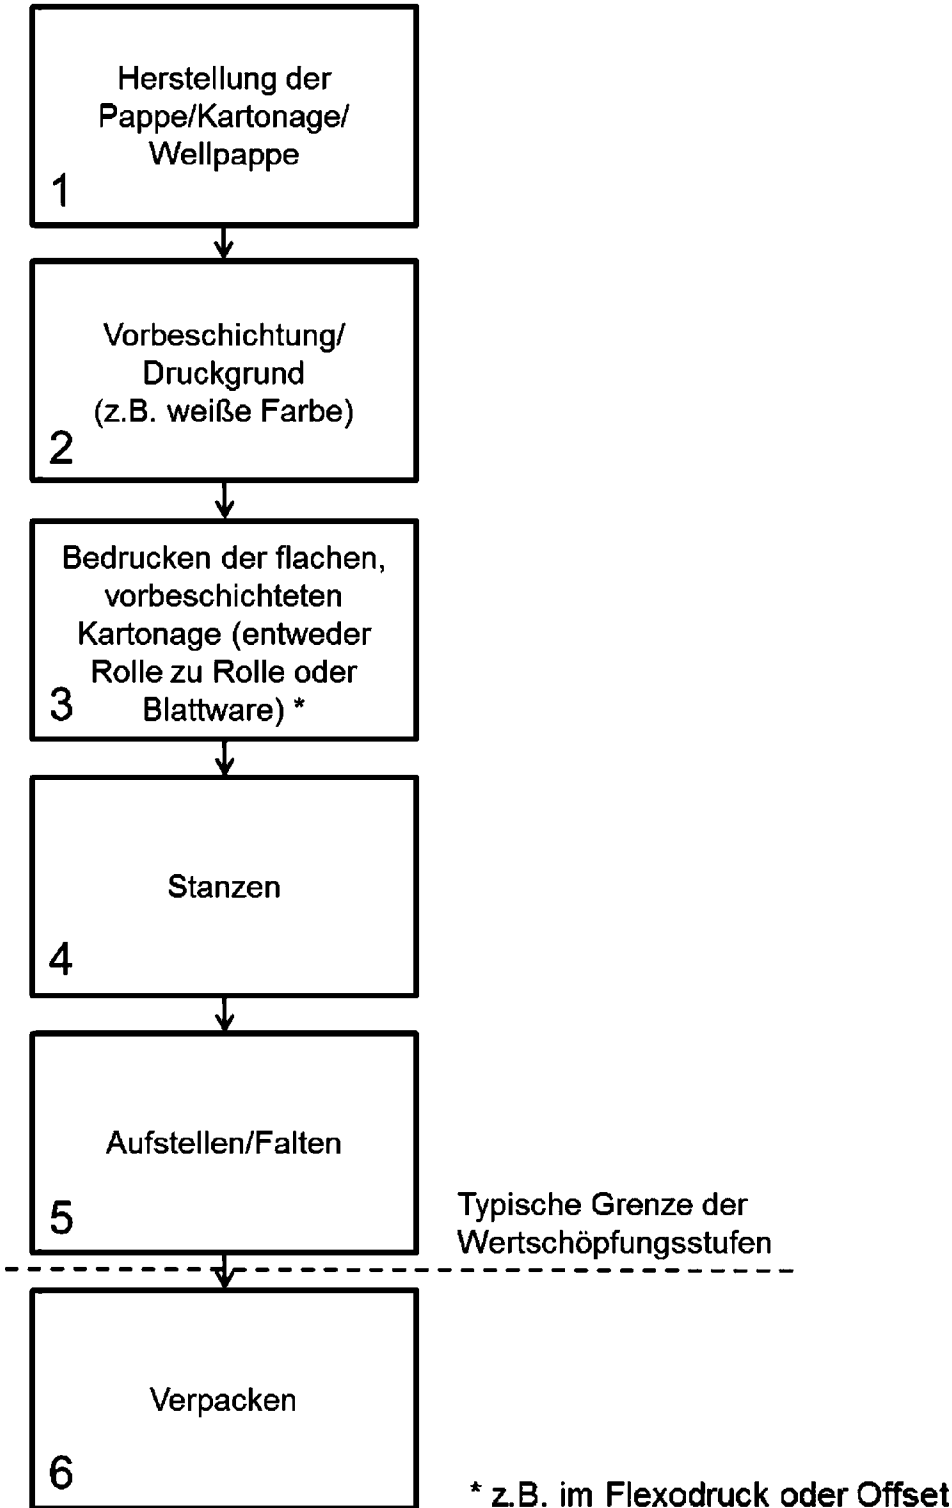 Herstellung der
Pappe/Kartonage/
Wellpappe
1
Vorbeschichtung/
Druckgrund
(z.B. weiße Farbe)
2
Bedrucken der flachen,
vorbeschichteten
Kartonage (entweder
Rolle zu Rolle oder
Blattware) *
3
Stanzen
4
Aufstellen/Falten
5
Typische Grenze der
Wertschöpfungsstufen
Verpacken
6
* z.B. im Flexodruck oder Offset